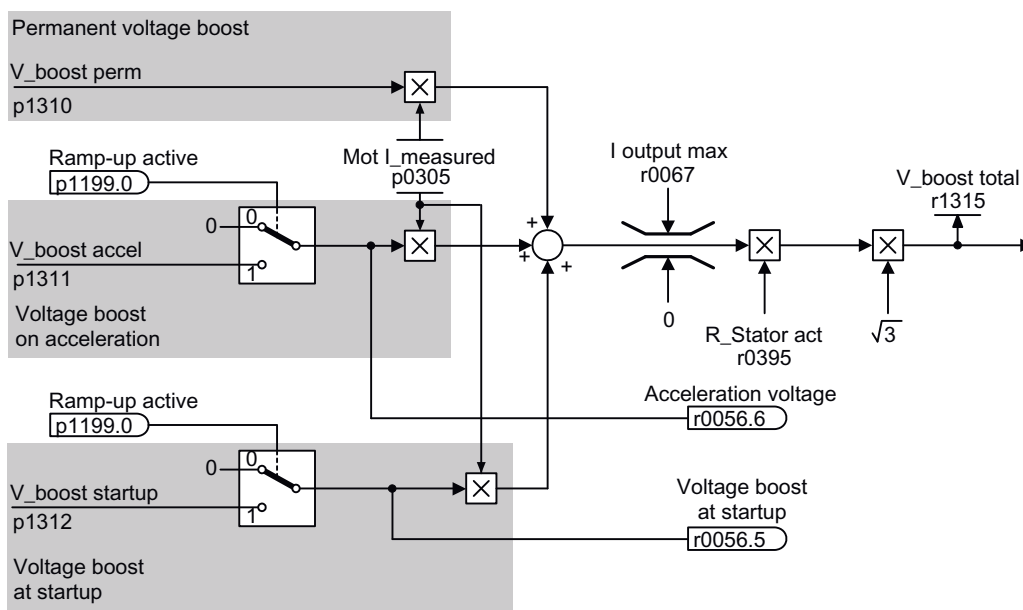 Permanent voltage boost
V_boost perm
p1310
Ramp-up active
p1199.0
Mot I_measured
p0305
I output max
r0067
V_boost total
r1315
0
0
V_boost accel
p1311
1
Voltage boost
on acceleration
+
+
+
0
R_Stator act
r0395
√3
Ramp-up active
p1199.0
Acceleration voltage
r0056.6
0
0
V_boost startup
p1312
1
Voltage boost
at startup
r0056.5
Voltage boost
at startup